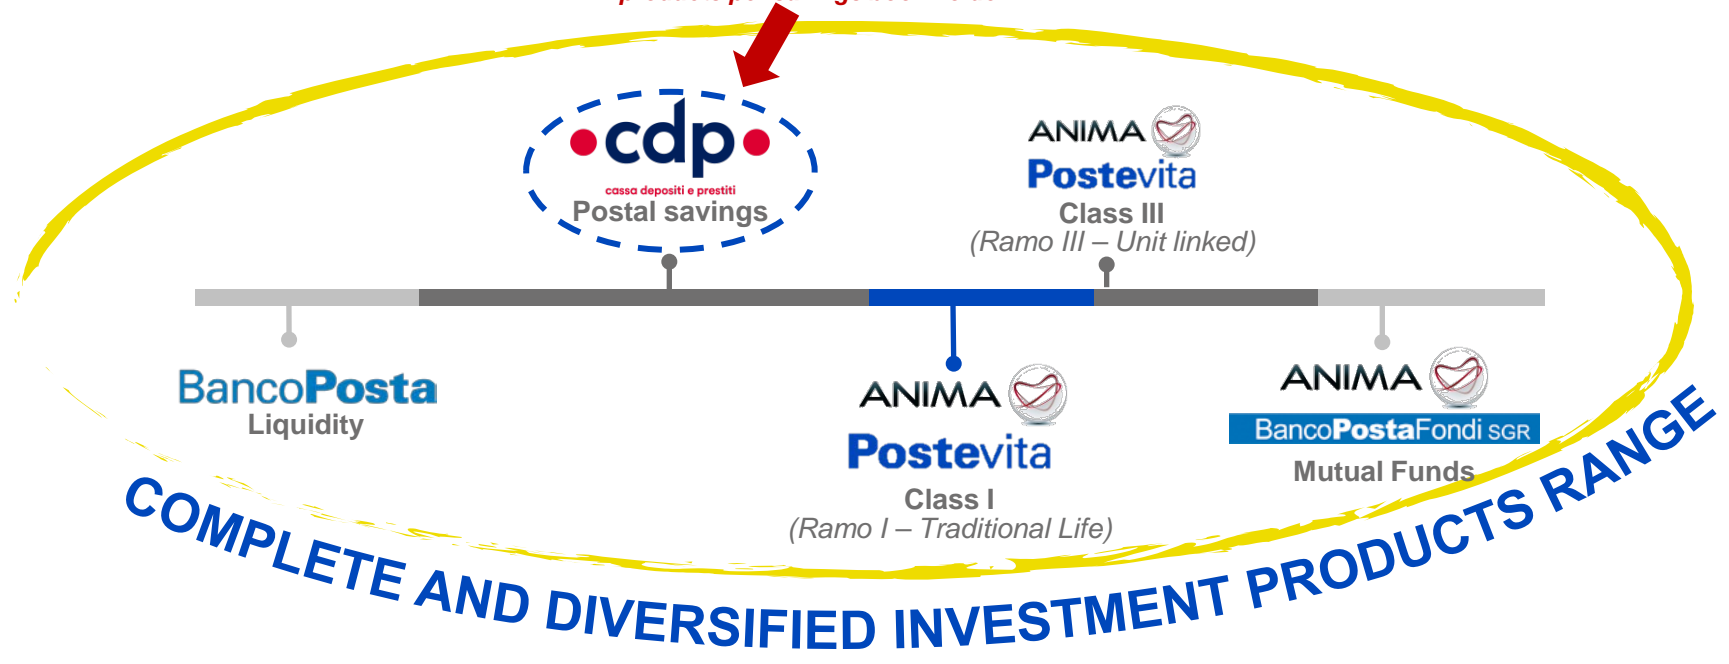 cdp
cassa depositi e prestiti
Postal savings
ANIMA
Postevita
Class III
(Ramo III – Unit linked)
BancoPosta
Liquidity
ANIMA
Postevita
Class I
(Ramo I – Traditional Life)
ANIMA
BancoPostaFondi SGR
Mutual Funds
COMPLETE AND DIVERSIFIED INVESTMENT PRODUCTS RANGE